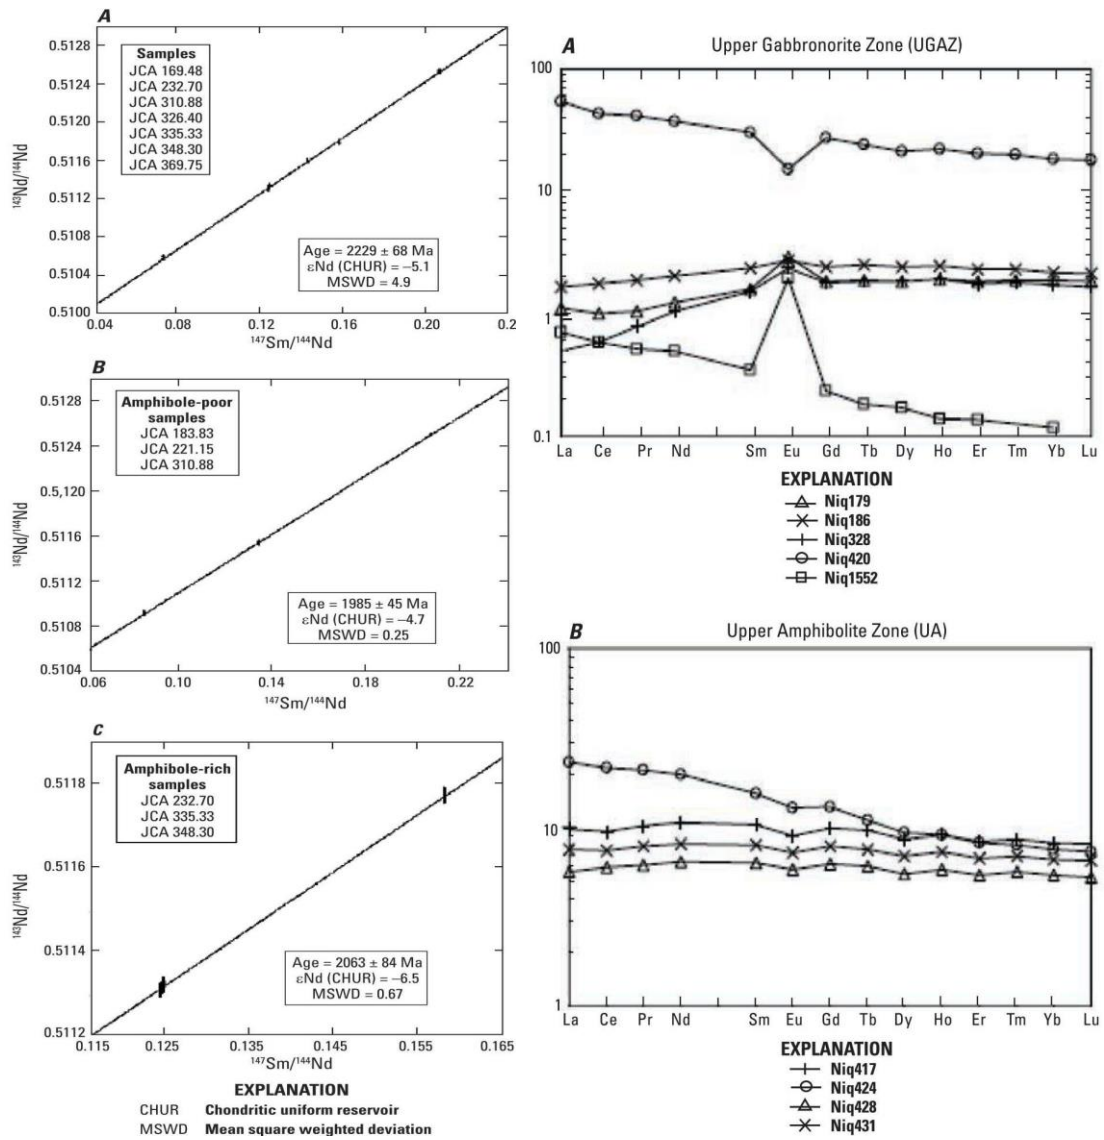 A
0.5128
0.5124
0.5120
0.5116
0.5112
0.5108
0.5104
0.5100
0.04
0.08
0.12
0.16
0.20
0.2
¹⁴³Nd/¹⁴⁴Nd
¹⁴⁷Sm/¹⁴⁴Nd
Samples
JCA 169.48
JCA 232.70
JCA 310.88
JCA 326.40
JCA 335.33
JCA 348.30
JCA 369.75
Age = 2229 ± 68 Ma
εNd (CHUR) = –5.1
MSWD = 4.9
B
0.5128
0.5124
0.5,120
0.5116
0.5112
0.5108
0.5104
0.06
0.10
0.14
0.18
0.22
¹⁴³Nd/¹⁴⁴Nd
¹⁴⁷Sm/¹⁴⁴Nd
Amphibole-poor
samples
JCA 183.83
JCA 221.15
JCA 310.88
Age = 1985 ± 45 Ma
εNd (CHUR) = –4.7
MSWD = 0.25
C
0.5118
0.5116
0.5114
0.5112
0.115
0.125
0.135
0.145
0.155
0.165
¹⁴³Nd/¹⁴⁴Nd
¹⁴⁷Sm/¹⁴⁴Nd
Amphibole-rich
samples
JCA 232.70
JCA 335.33
JCA 348.30
Age = 2063 ± 84 Ma
εNd (CHUR) = –6.5
MSWD = 0.67
EXPLANATION
CHUR Chondritic uniform reservoir
MSWD Mean square weighted deviation
A Upper Gabbronorite Zone (UGAZ)
100
10
1
0.1
La Ce Pr Nd Sm Eu Gd Tb Dy Ho Er Tm Yb Lu
EXPLANATION
Niq179
Niq186
Niq328
Niq420
Niq1552
B Upper Amphibolite Zone (UA)
100
10
1
La Ce Pr Nd Sm Eu Gd Tb Dy Ho Er Tm Yb Lu
EXPLANATION
Niq417
Niq424
Niq428
Niq431